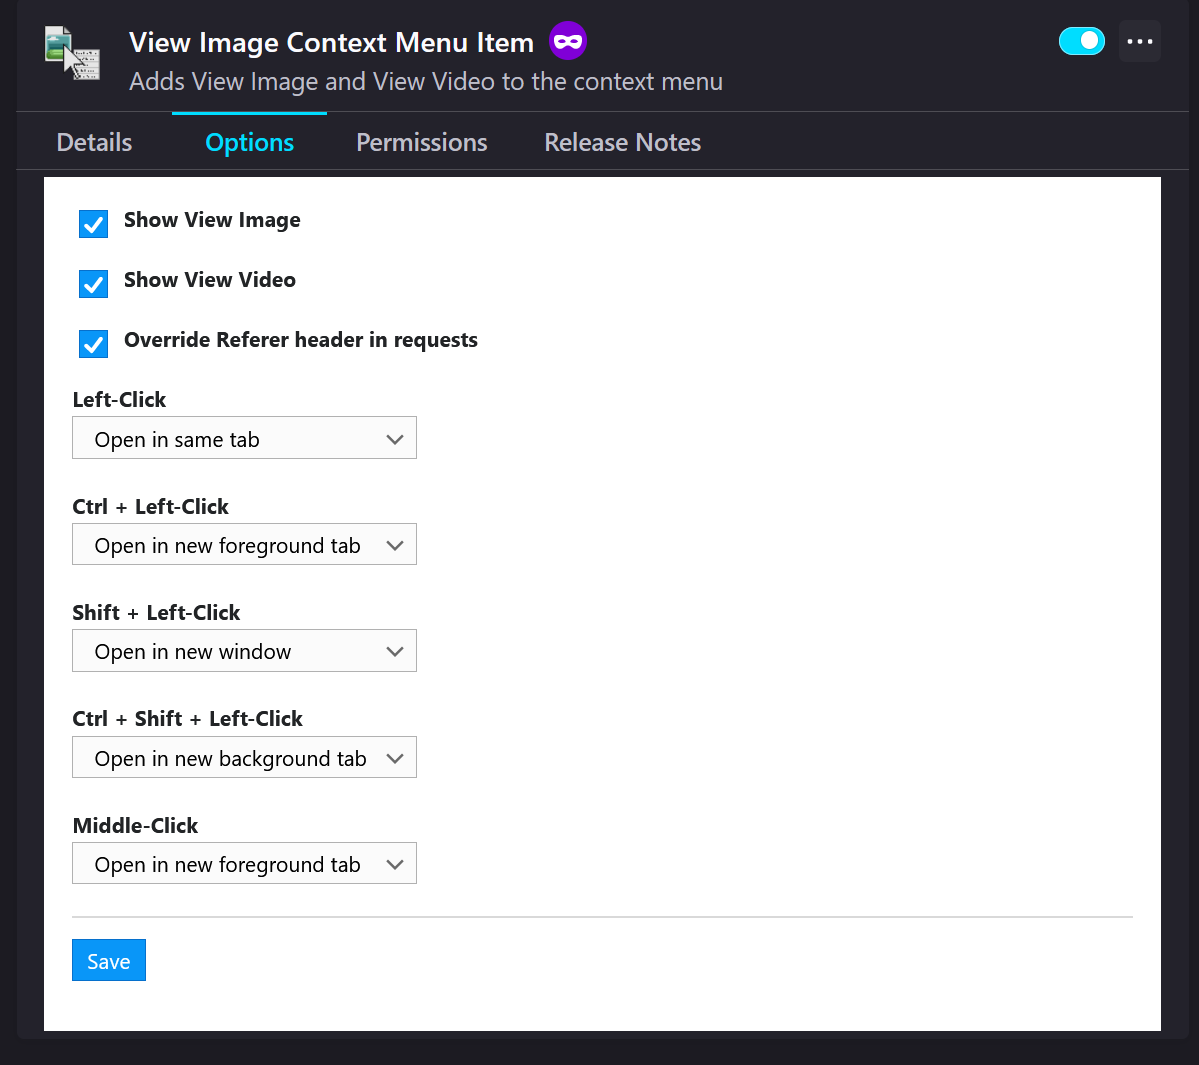 View Image Context Menu Item
Adds View Image and View Video to the context menu
Details Options Permissions Release Notes
Show View Image
Show View Video
Override Referer header in requests
Left-Click
Open in same tab
Ctrl + Left-Click
Open in new foreground tab
Shift + Left-Click
Open in new window
Ctrl + Shift + Left-Click
Open in new background tab
Middle-Click
Open in new foreground tab
Save